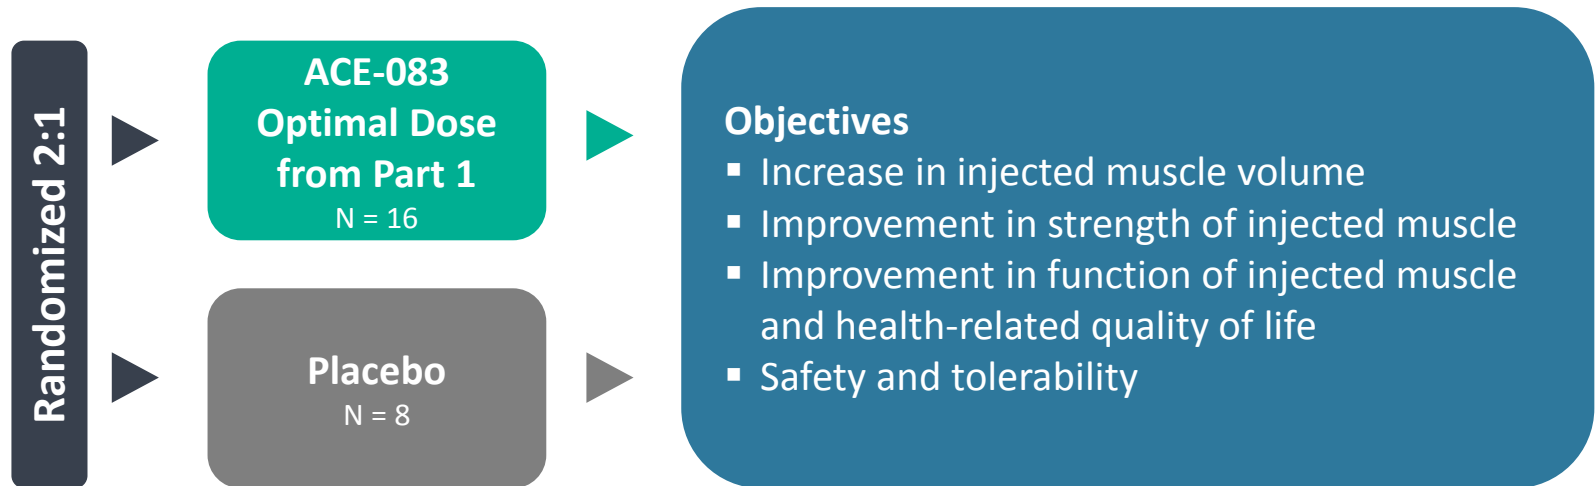 Randomized 2:1
ACE-083
Optimal Dose
from Part 1
N = 16
Placebo
N = 8
Objectives
▪ Increase in injected muscle volume
▪ Improvement in strength of injected muscle
▪ Improvement in function of injected muscle
and health-related quality of life
▪ Safety and tolerability